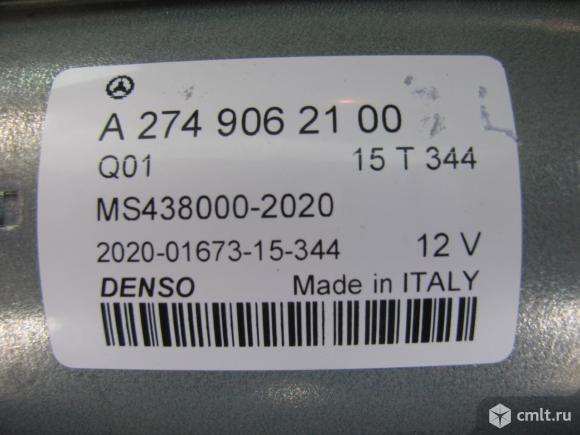 A 274 906 21 00
Q01 15 T 344
MS438000-2020
2020-01673-15-344 12 V
DENSO Made in ITALY
cmlt.ru